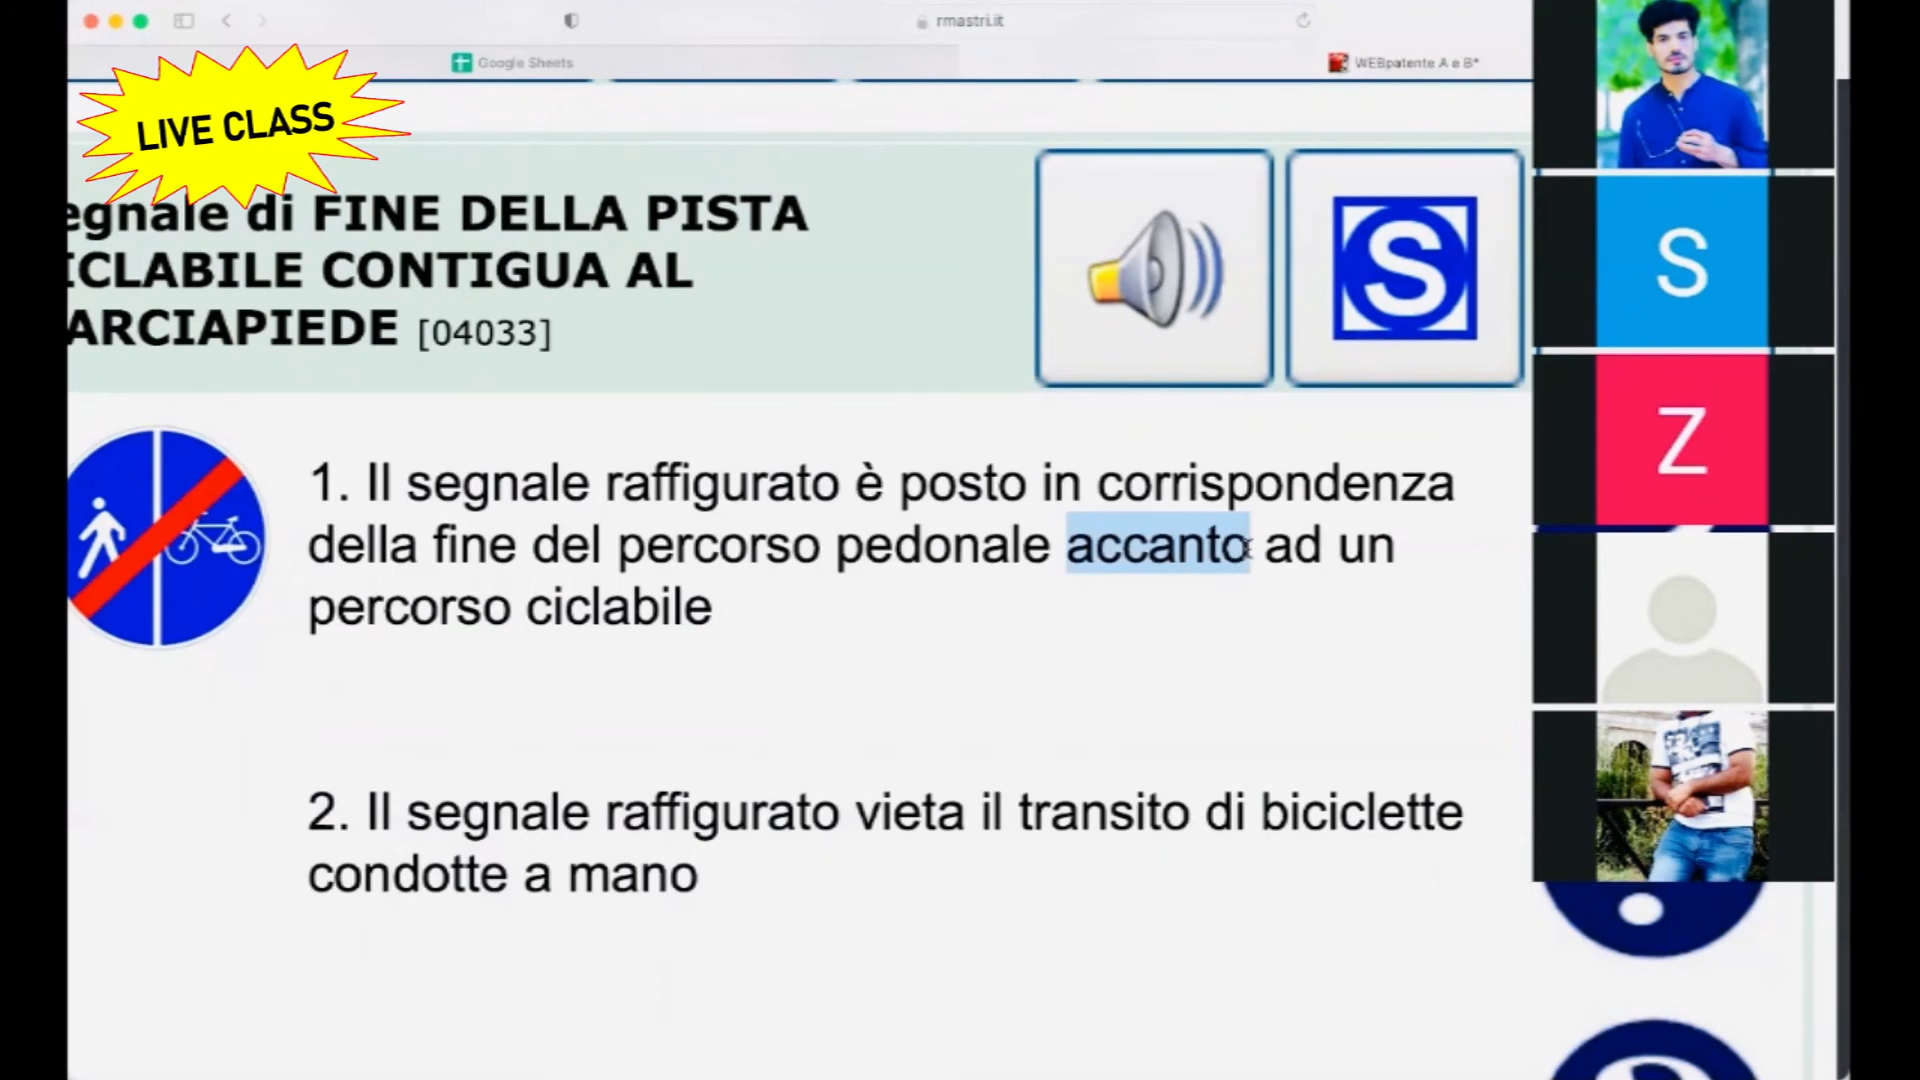 rmastri.it
Google Sheets
WEBpatente A e B*
LIVE CLASS
egnale di FINE DELLA PISTA
ICLABILE CONTIGUA AL
ARCIAPIEDE [04033]
S
S
Z
1. Il segnale raffigurato è posto in corrispondenza
della fine del percorso pedonale accanto ad un
percorso ciclabile
2. Il segnale raffigurato vieta il transito di biciclette
condotte a mano